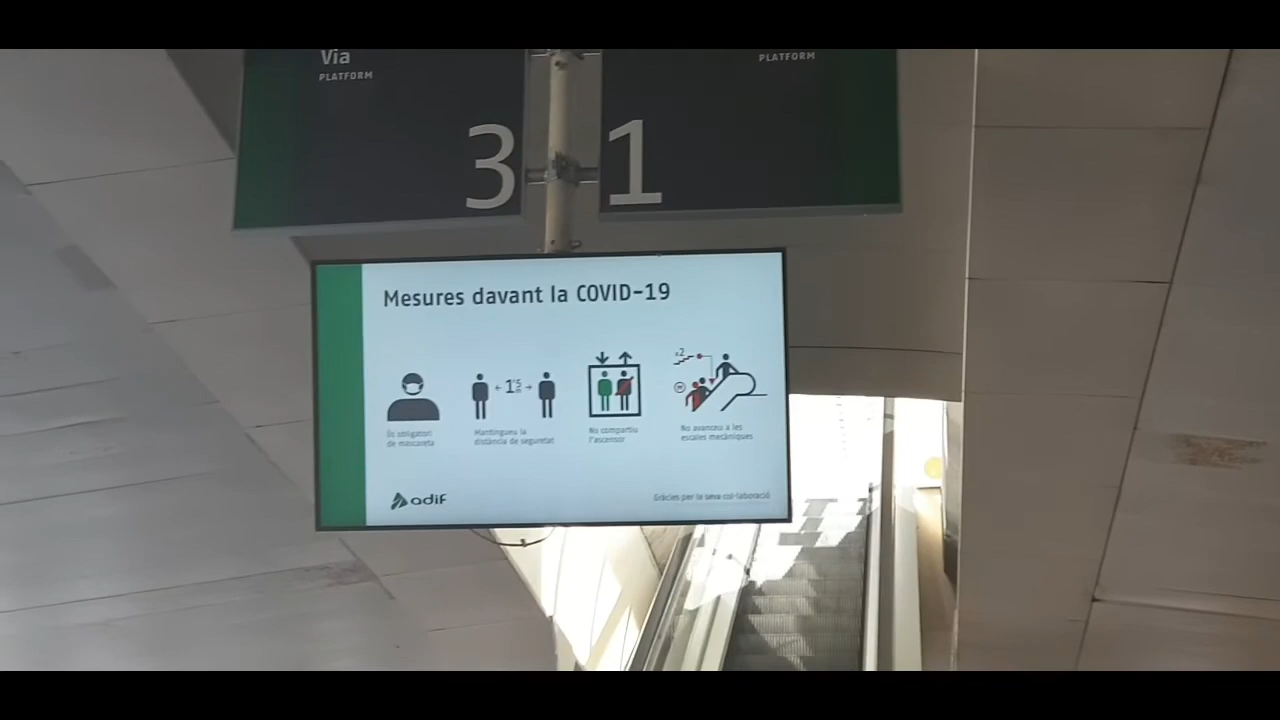 Via
PLATFORM
3
PLATFORM
1
Mesures davant la COVID-19
1'5
x2
Ús obligatori
de mascareta
Mantingueu la
distància de seguretat
No compartiu
l'ascensor
No avanceu a les
escales mecàniques
adif
Gràcies per la seva col·laboració